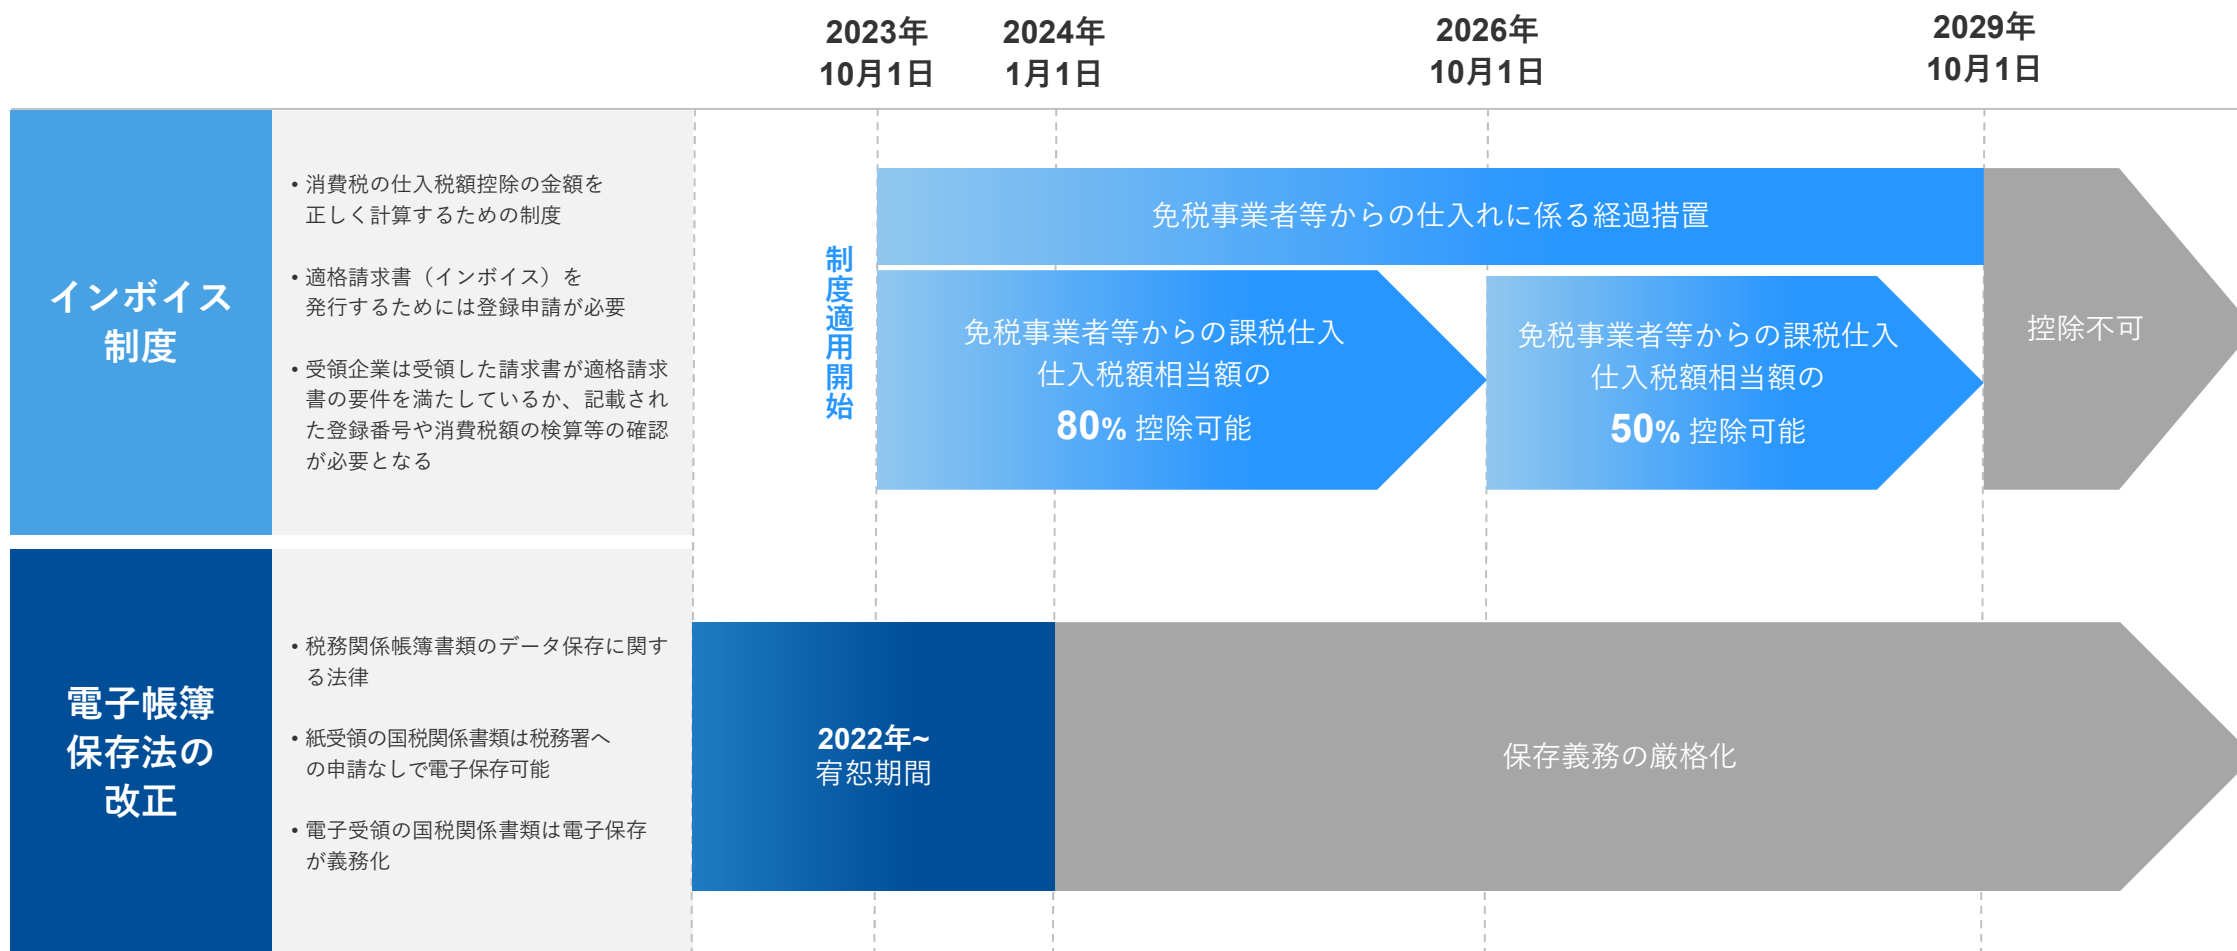 2023年
10月1日
2024年
1月1日
2026年
10月1日
2029年
10月1日
インボイス
制度
• 消費税の仕入税額控除の金額を
正しく計算するための制度
• 適格請求書（インボイス）を
発行するためには登録申請が必要
• 受領企業は受領した請求書が適格請求
書の要件を満たしているか、記載され
た登録番号や消費税額の検算等の確認
が必要となる
制度適用開始
免税事業者等からの仕入れに係る経過措置
免税事業者等からの課税仕入
仕入税額相当額の
80% 控除可能
免税事業者等からの課税仕入
仕入税額相当額の
50% 控除可能
控除不可
電子帳簿
保存法の
改正
• 税務関係帳簿書類のデータ保存に関す
る法律
• 紙受領の国税関係書類は税務署へ
の申請なしで電子保存可能
• 電子受領の国税関係書類は電子保存
が義務化
2022年~
宥恕期間
保存義務の厳格化